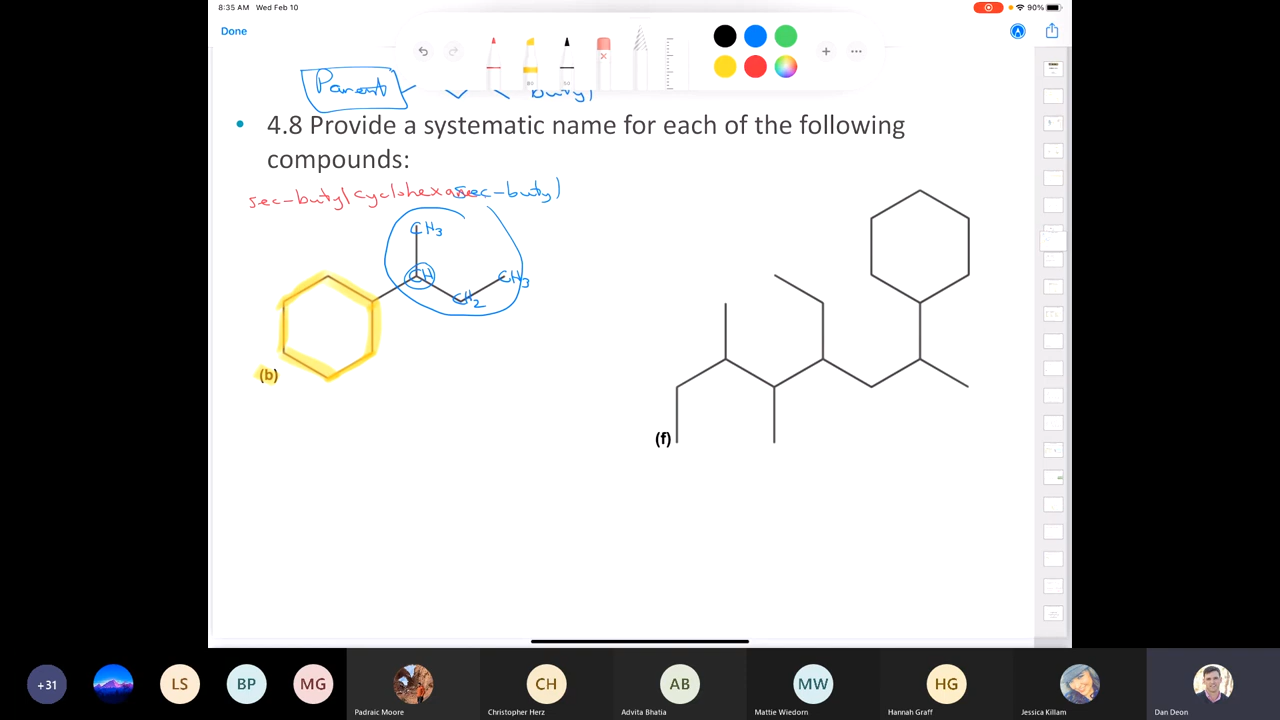 8:35 AM Wed Feb 10
90%
Done
Parent
butyl
• 4.8 Provide a systematic name for each of the following
compounds:
sec-butylcyclohexane
sec-butyl
CH3
CH
CH2
CH3
(b)
(f)
+31
LS
BP
MG
CH
AB
MW
HG
Padraic Moore
Christopher Herz
Advita Bhatia
Mattie Wiedorn
Hannah Graff
Jessica Killam
Dan Deon